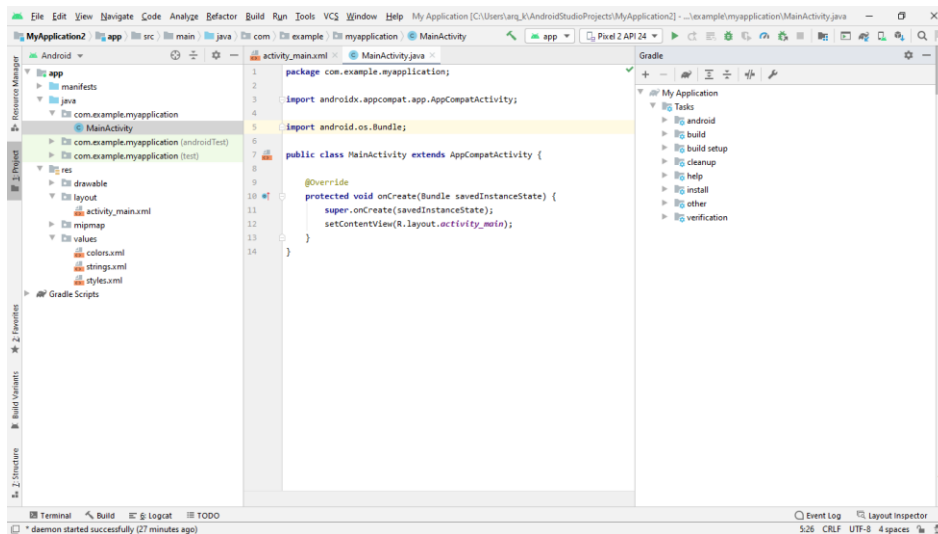 File Edit View Navigate Code Analyze Refactor Build Run Tools VCS Window Help My Application [C:\Users\arq_k\AndroidStudioProjects\MyApplication2] - ...\example\myapplication\MainActivity.java
MyApplication2 app src main java com example myapplication MainActivity app Pixel 2 API 24
Android
activity_main.xml MainActivity.java
Gradle
Resource Manager
1: Project
2: Favorites
Build Variants
7: Structure
app
manifests
java
com.example.myapplication
MainActivity
com.example.myapplication (androidTest)
com.example.myapplication (test)
res
drawable
layout
activity_main.xml
mipmap
values
colors.xml
strings.xml
styles.xml
Gradle Scripts
1 package com.example.myapplication;
2
3 import androidx.appcompat.app.AppCompatActivity;
4
5 import android.os.Bundle;
6
7 public class MainActivity extends AppCompatActivity {
8
9 @Override
10 protected void onCreate(Bundle savedInstanceState) {
11 super.onCreate(savedInstanceState);
12 setContentView(R.layout.activity_main);
13 }
14 }
My Application
Tasks
android
build
build setup
cleanup
help
install
other
verification
Terminal Build 6: Logcat TODO Event Log Layout Inspector
* daemon started successfully (27 minutes ago) 5:26 CRLF UTF-8 4 spaces